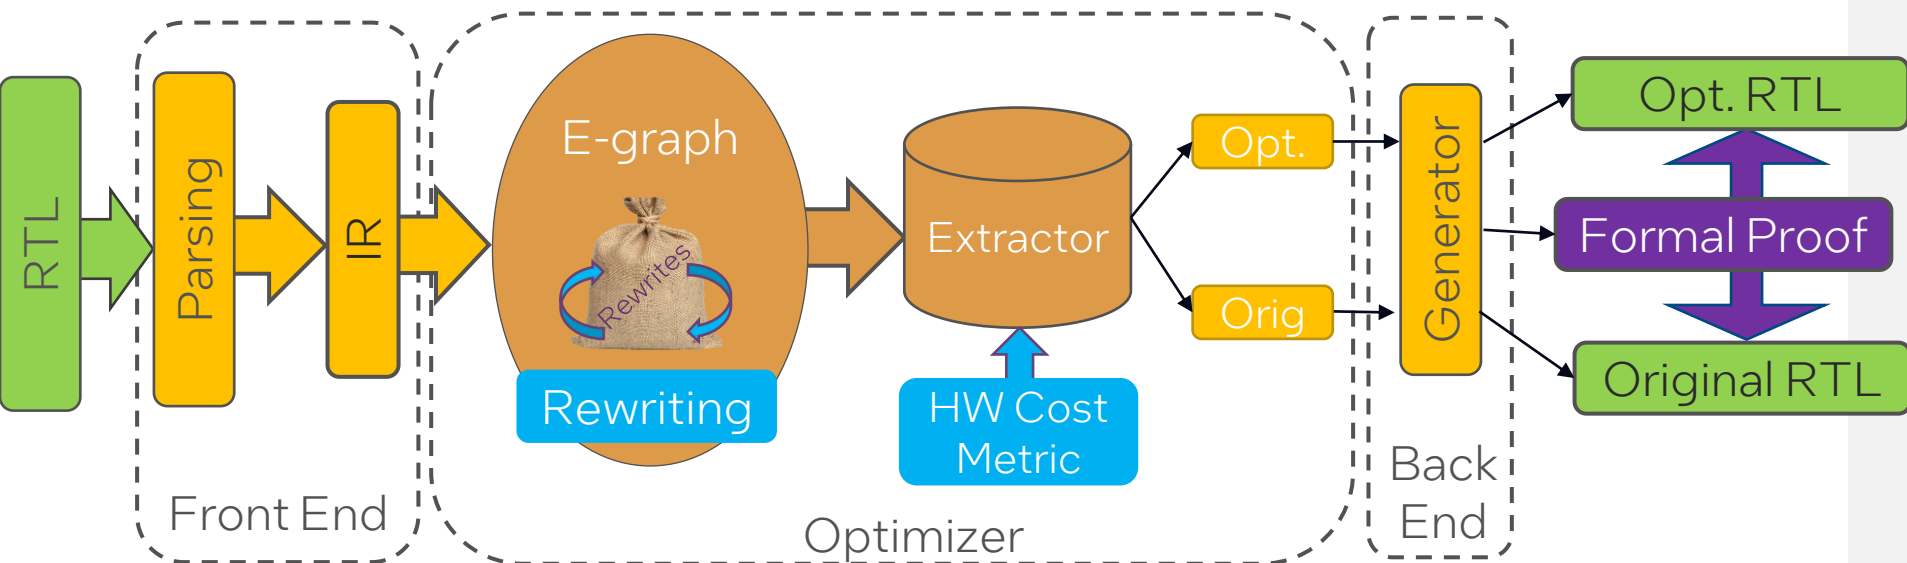 RTL
Parsing
IR
Front End
E-graph
Rewrites
Rewriting
Extractor
HW Cost
Metric
Opt.
Orig
Optimizer
Generator
Back
End
Opt. RTL
Formal Proof
Original RTL